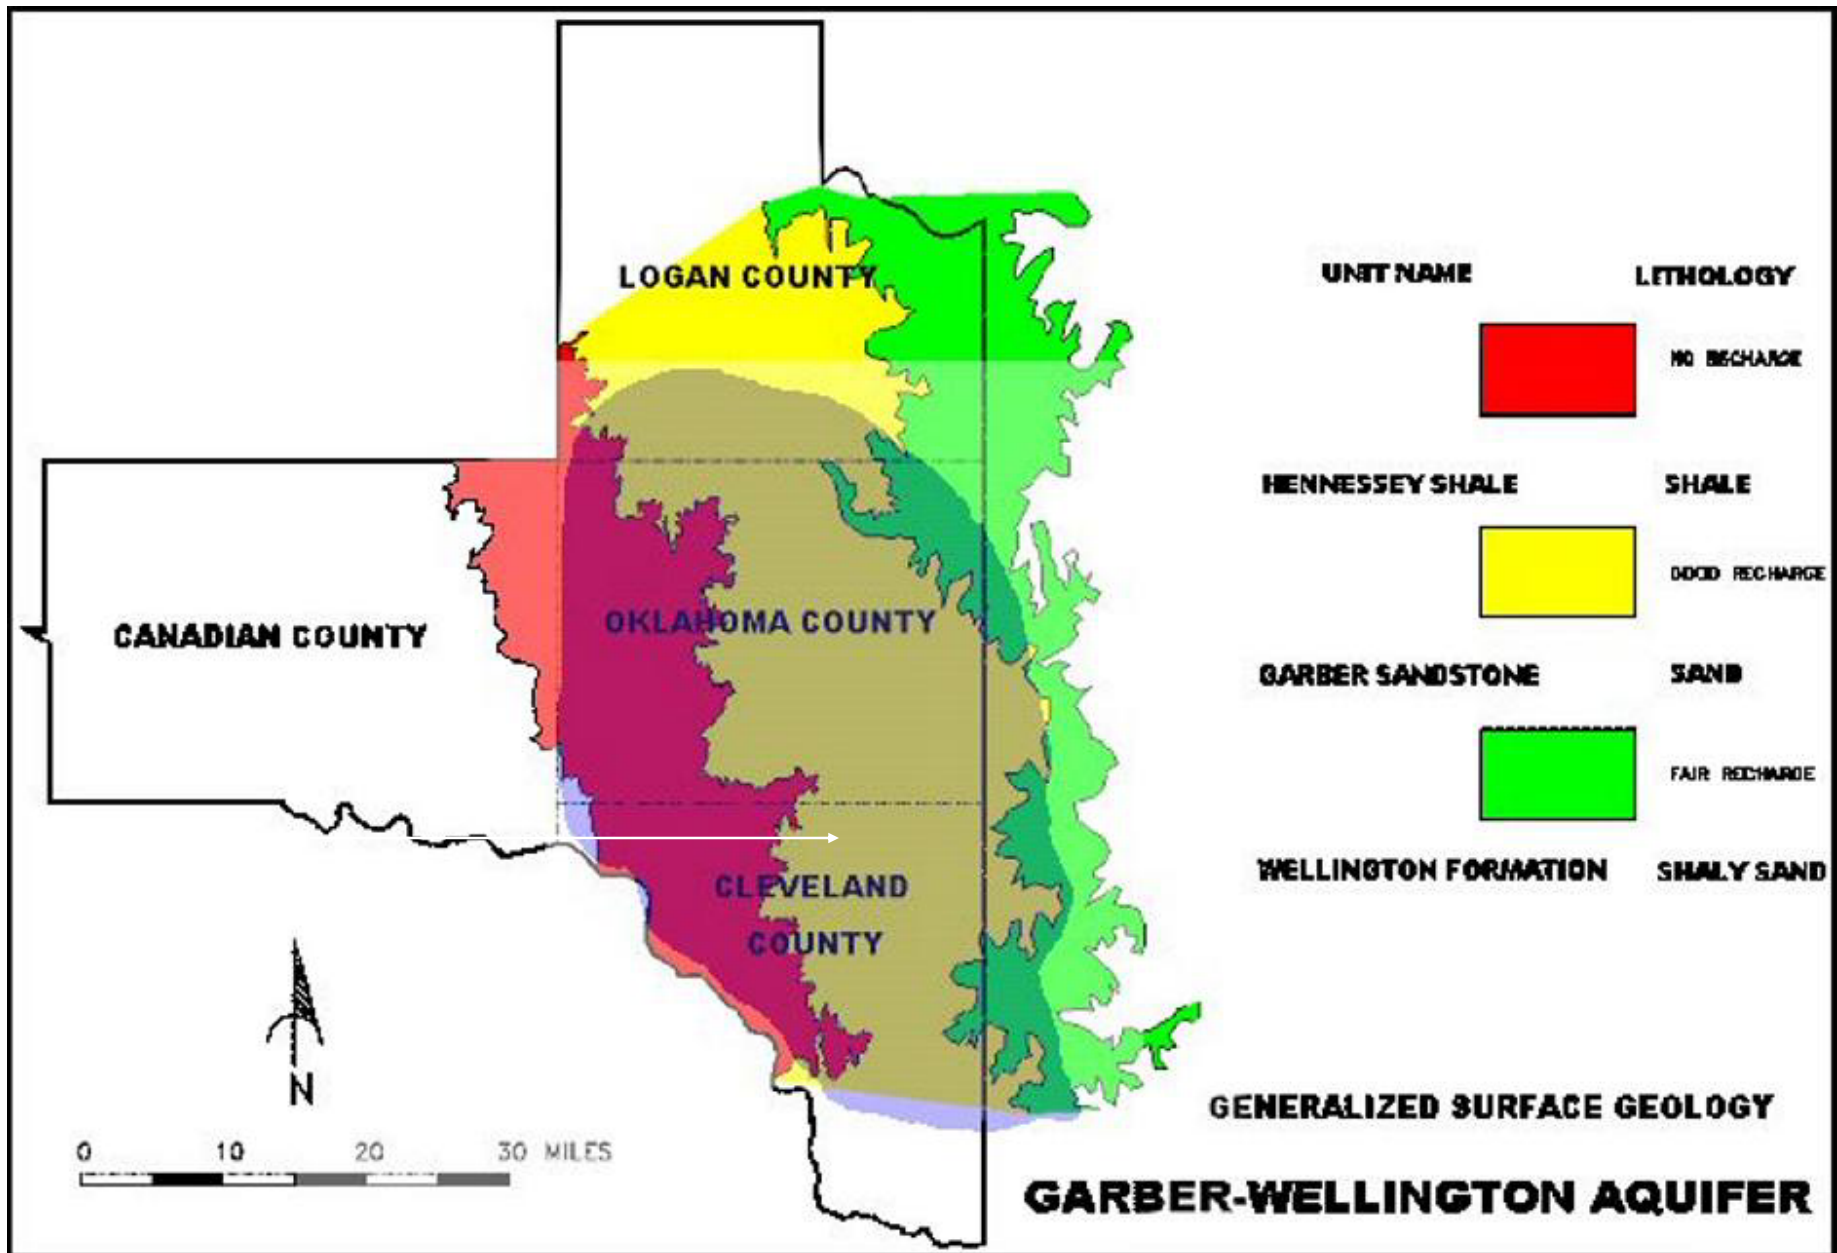 LOGAN COUNTY
UNIT NAME LITHOLOGY
NO RECHARGE
HENNESSEY SHALE SHALE
GOOD RECHARGE
OKLAHOMA COUNTY
CANADIAN COUNTY
GARBER SANDSTONE SAND
FAIR RECHARGE
WELLINGTON FORMATION SHALY SAND
CLEVELAND
COUNTY
N
GENERALIZED SURFACE GEOLOGY
0 10 20 30 MILES
GARBER-WELLINGTON AQUIFER